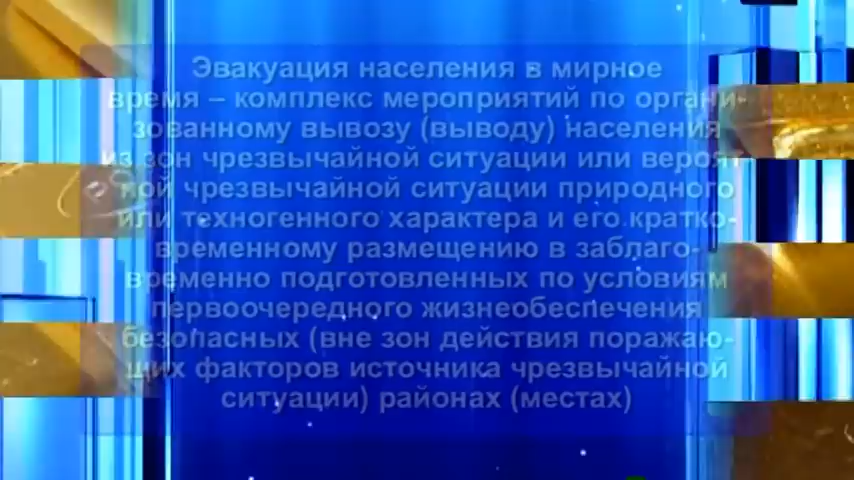 Эвакуация населения в мирное
время – комплекс мероприятий по органи-
зованному вывозу (выводу) населения
из зон чрезвычайной ситуации или вероят-
ной чрезвычайной ситуации природного
или техногенного характера и его кратко-
временному размещению в заблаго-
временно подготовленных по условиям
первоочередного жизнеобеспечения
безопасных (вне зон действия поражаю-
щих факторов источника чрезвычайной
ситуации) районах (местах)